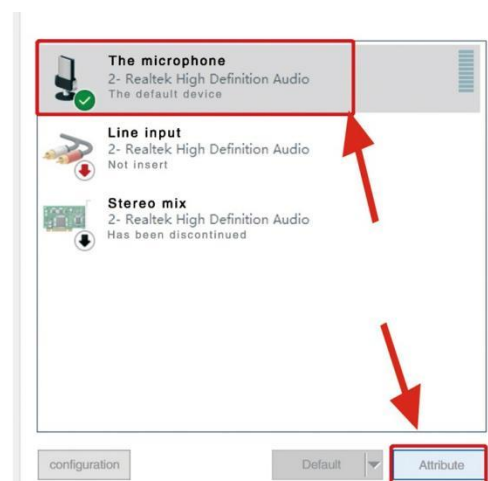 The microphone
2- Realtek High Definition Audio
The default device
Line input
2- Realtek High Definition Audio
Not insert
Stereo mix
2- Realtek High Definition Audio
Has been discontinued
configuration
Default
Attribute